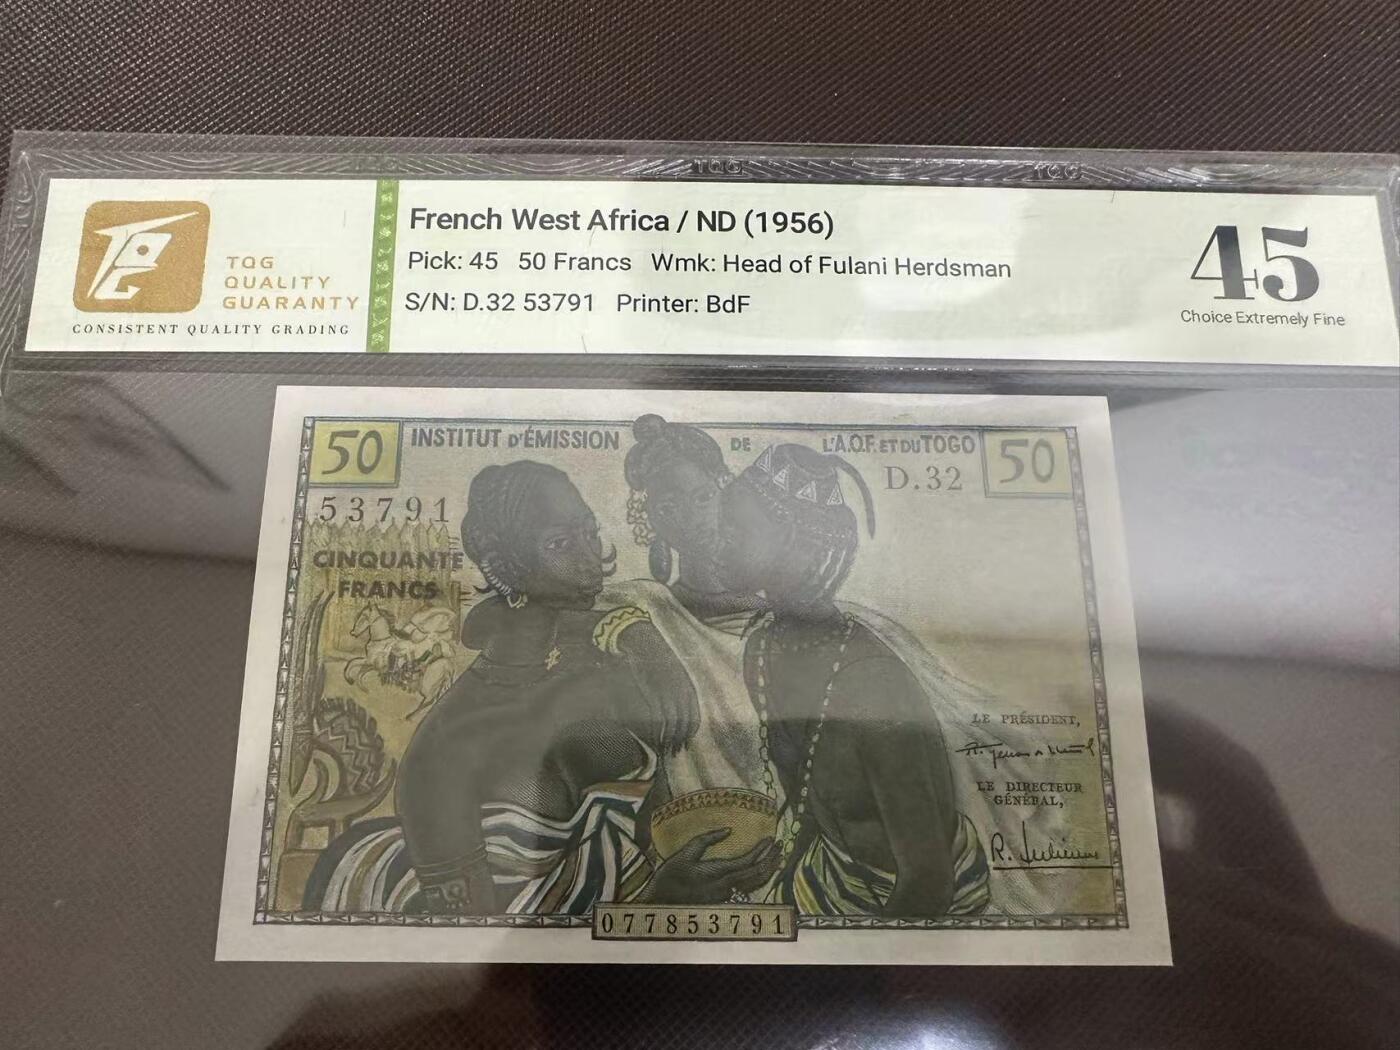 TQG TQG
TQG
QUALITY
GUARANTY
CONSISTENT QUALITY GRADING
French West Africa / ND (1956)
Pick: 45 50 Francs Wmk: Head of Fulani Herdsman
S/N: D.32 53791 Printer: BdF
45
Choice Extremely Fine
50 INSTITUT D'ÉMISSION DE L'A.O.F. ET DU TOGO 50
D.32
53791
CINQUANTE
FRANCS
LE PRÉSIDENT,
LE DIRECTEUR
GÉNÉRAL,
077853791